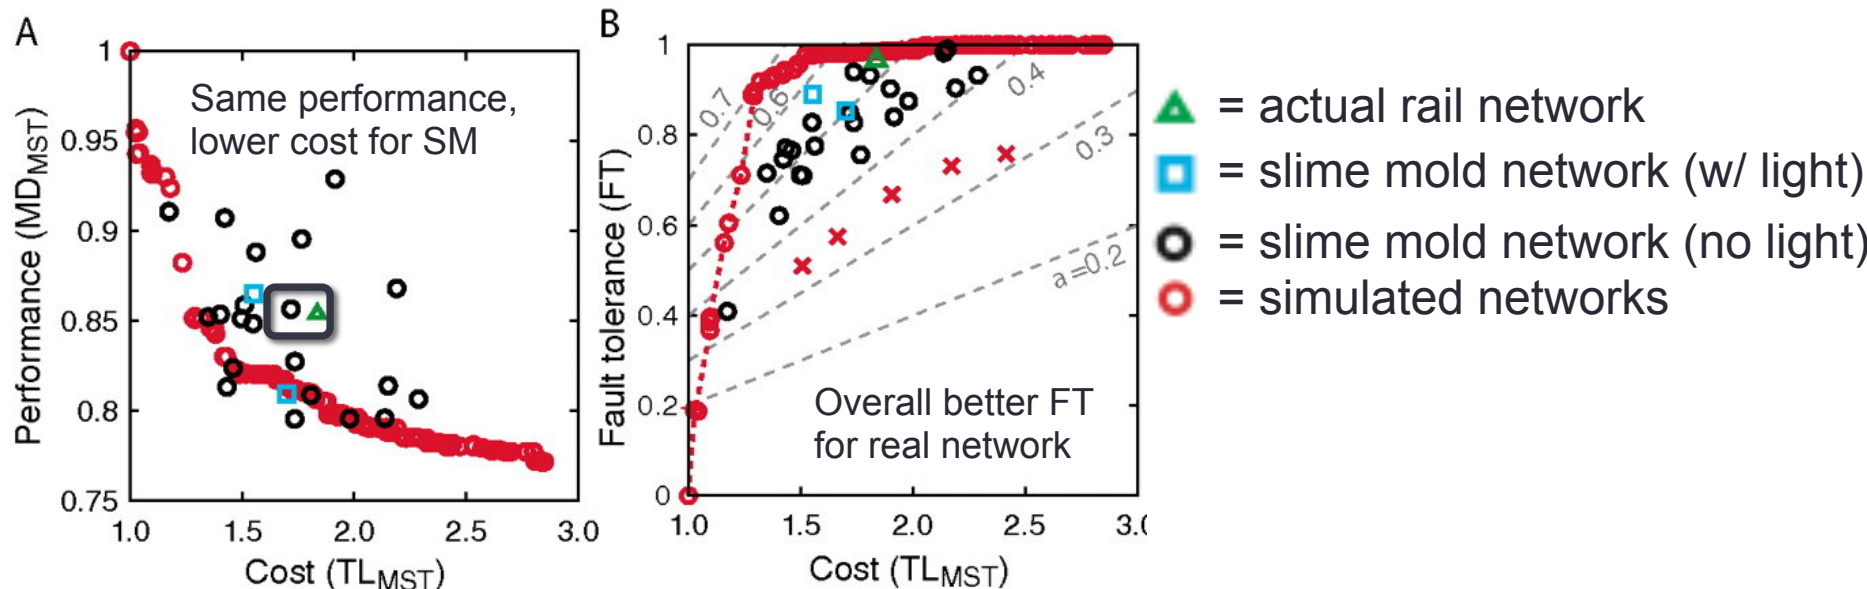 A
B
Performance (MD_MST)
1
0.95
0.9
0.85
0.8
0.75
1.0 1.5 2.0 2.5 3.0
Cost (TL_MST)
Same performance,
lower cost for SM
Fault tolerance (FT)
1
0.8
0.6
0.4
0.2
0
1.0 1.5 2.0 2.5
Cost (TL_MST)
0.7
0.6
0.4
0.3
a=0.2
Overall better FT
for real network
= actual rail network
= slime mold network (w/ light)
= slime mold network (no light)
= simulated networks